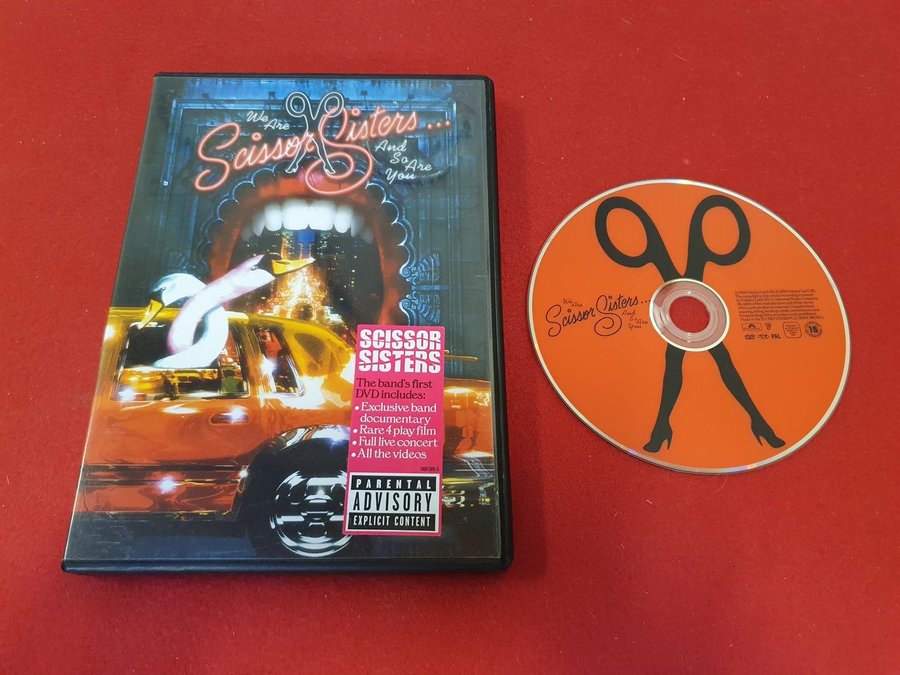 We Are
Scissor Sisters...
And So Are You
SCISSOR
SISTERS
The band's first
DVD includes:
• Exclusive band
documentary
• Rare 4 play film
• Full live concert
• All the videos
PARENTAL
ADVISORY
EXPLICIT CONTENT
We Are
Scissor Sisters...
And So Are You
PAL
15